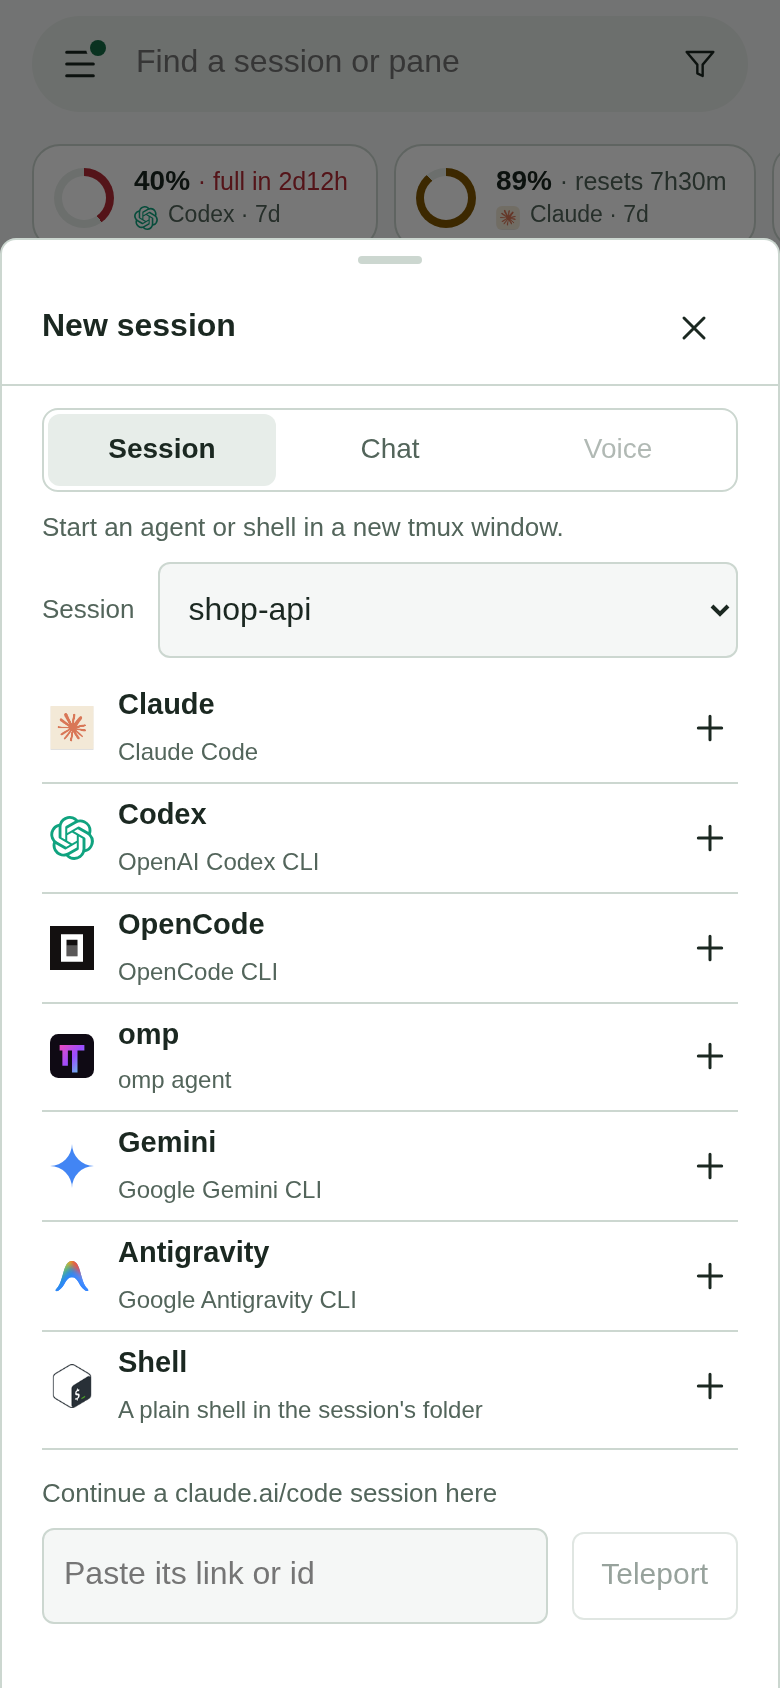 Find a session or pane
40% · full in 2d12h
Codex · 7d
89% · resets 7h30m
Claude · 7d
New session
Session
Chat
Voice
Start an agent or shell in a new tmux window.
Session
shop-api
Claude
Claude Code
Codex
OpenAI Codex CLI
OpenCode
OpenCode CLI
omp
omp agent
Gemini
Google Gemini CLI
Antigravity
Google Antigravity CLI
Shell
A plain shell in the session's folder
Continue a claude.ai/code session here
Paste its link or id
Teleport